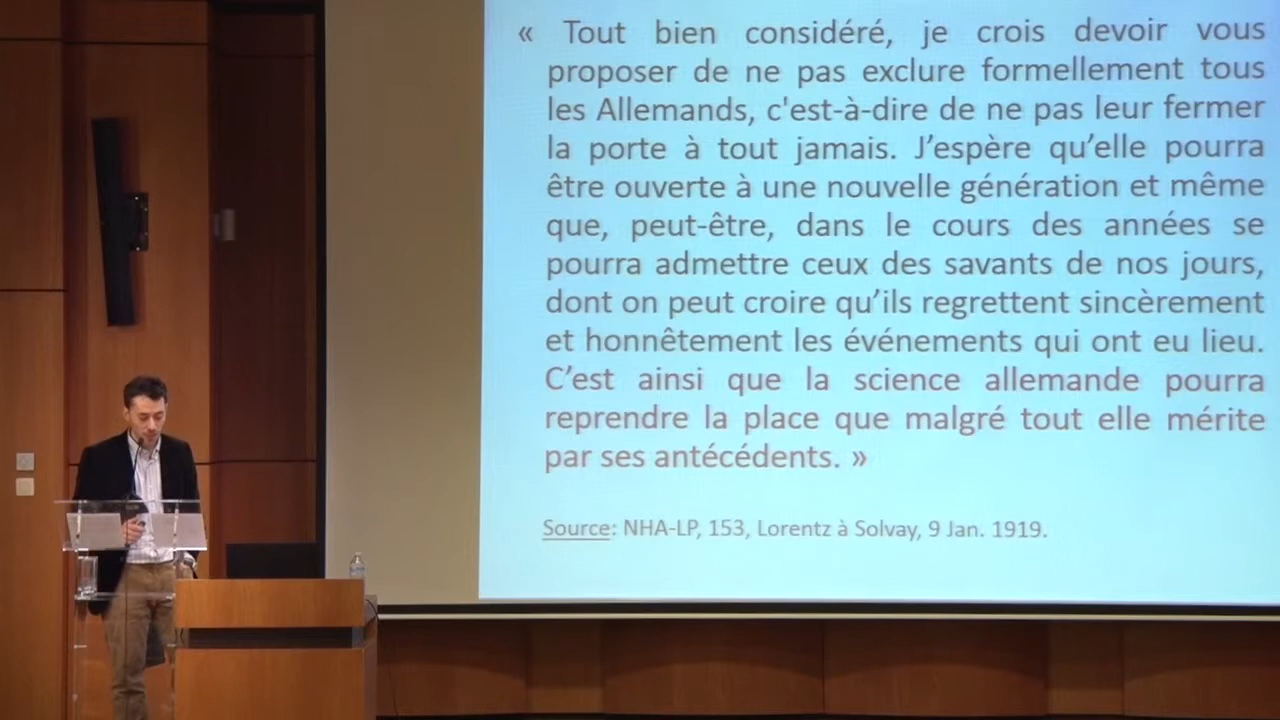 « Tout bien considéré, je crois devoir vous
proposer de ne pas exclure formellement tous
les Allemands, c'est-à-dire de ne pas leur fermer
la porte à tout jamais. J’espère qu’elle pourra
être ouverte à une nouvelle génération et même
que, peut-être, dans le cours des années se
pourra admettre ceux des savants de nos jours,
dont on peut croire qu’ils regrettent sincèrement
et honnêtement les événements qui ont eu lieu.
C’est ainsi que la science allemande pourra
reprendre la place que malgré tout elle mérite
par ses antécédents. »
Source: NHA-LP, 153, Lorentz à Solvay, 9 Jan. 1919.